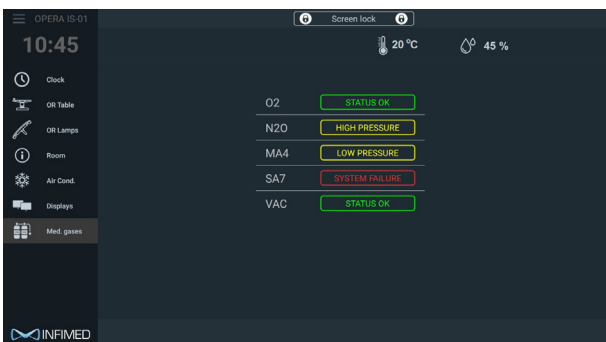 OPERA IS-01
Screen lock
10:45
20 °C
45 %
Clock
OR Table
OR Lamps
Room
Air Cond.
Displays
Med. gases
O2 STATUS OK
N2O HIGH PRESSURE
MA4 LOW PRESSURE
SA7 SYSTEM FAILURE
VAC STATUS OK
INFIMED